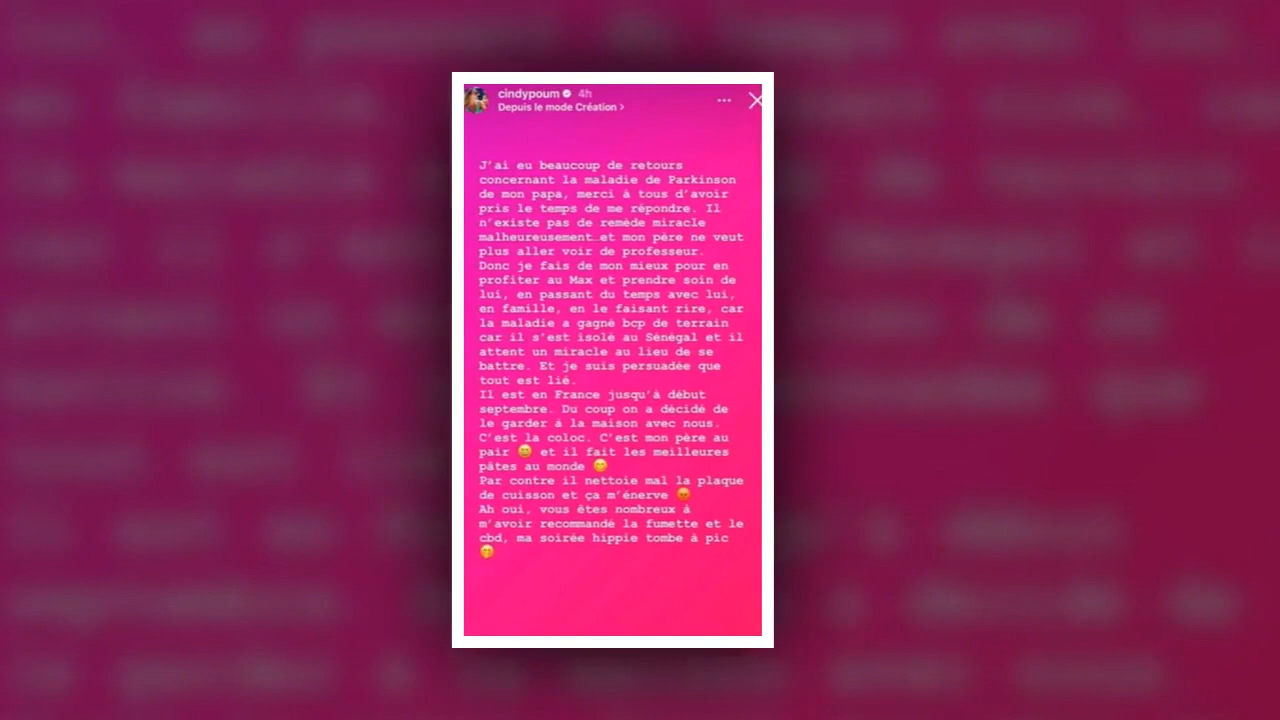 cindypoum 4h
Depuis le mode Création >
J'ai eu beaucoup de retours
concernant la maladie de Parkinson
de mon papa, merci à tous d'avoir
pris le temps de me répondre. Il
n'existe pas de remède miracle
malheureusement…et mon père ne veut
plus aller voir de professeur.
Donc je fais de mon mieux pour en
profiter au Max et prendre soin de
lui, en passant du temps avec lui,
en famille, en le faisant rire, car
la maladie a gagné bcp de terrain
car il s'est isolé au Sénégal et il
attent un miracle au lieu de se
battre. Et je suis persuadée que
tout est lié.
Il est en France jusqu'à début
septembre. Du coup on a décidé de
le garder à la maison avec nous.
C'est la coloc. C'est mon père au
pair 😄 et il fait les meilleures
pâtes au monde 😋
Par contre il nettoie mal la plaque
de cuisson et ça m'énerve 😡
Ah oui, vous êtes nombreux à
m'avoir recommandé la fumette et le
cbd, ma soirée hippie tombe à pic
🤭